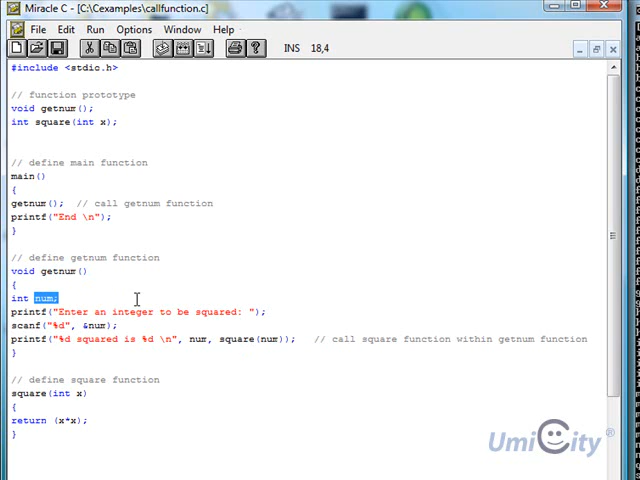 Miracle C - [C:\Cexamples\callfunction.c]
File Edit Run Options Window Help
INS 18,4
#include <stdio.h>
// function prototype
void getnum();
int square(int x);
// define main function
main()
{
getnum(); // call getnum function
printf("End \n");
}
// define getnum function
void getnum()
{
int num;
printf("Enter an integer to be squared: ");
scanf("%d", &num);
printf("%d squared is %d \n", num, square(num)); // call square function within getnum function
}
// define square function
square(int x)
{
return (x*x);
}
UmiCity®